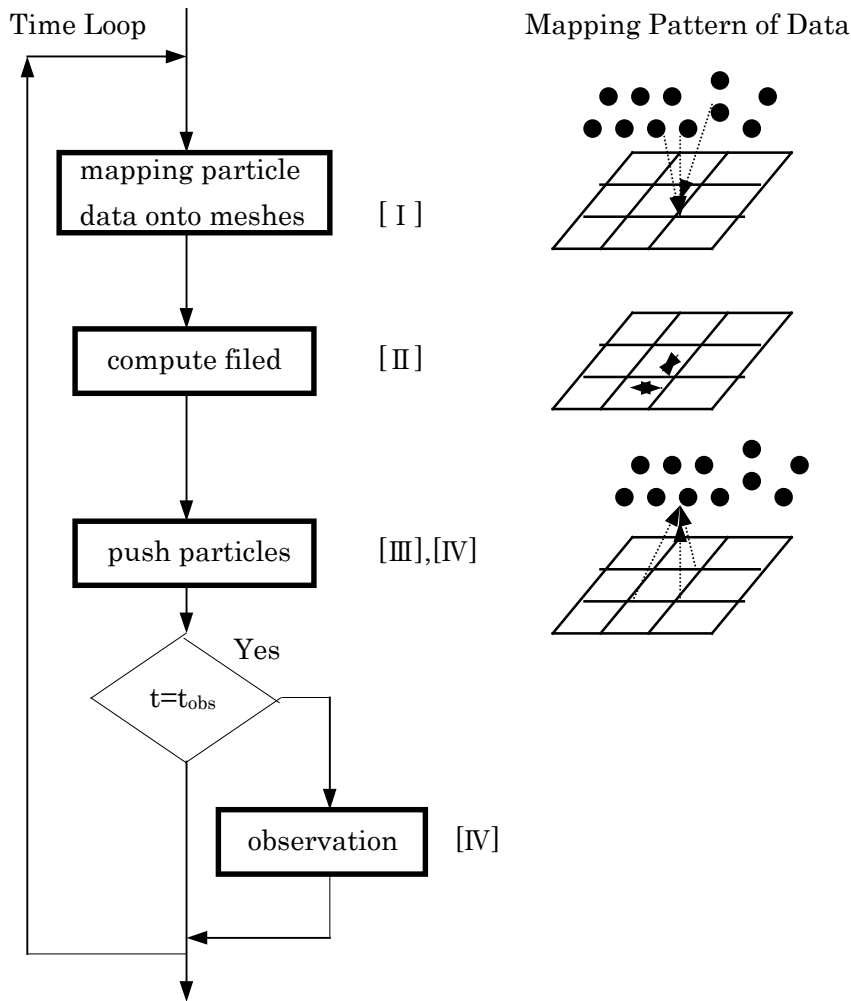 Time Loop
Mapping Pattern of Data
mapping particle
data onto meshes
[ I ]
compute filed
[ II ]
push particles
[III],[IV]
Yes
t=tobs
observation
[IV]